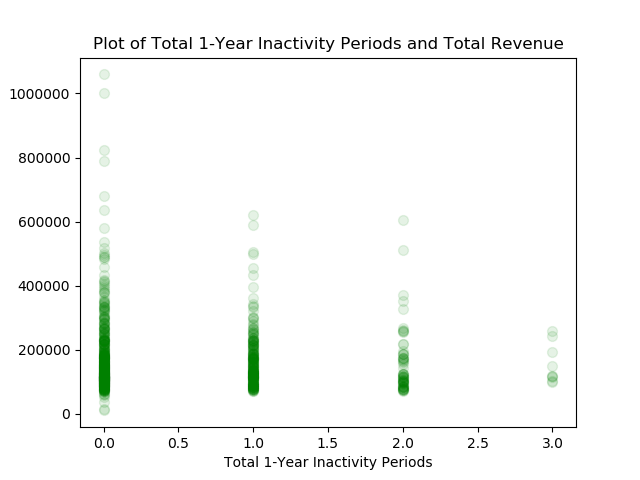 Plot of Total 1-Year Inactivity Periods and Total Revenue
1000000
800000
600000
400000
200000
0
0.0 0.5 1.0 1.5 2.0 2.5 3.0
Total 1-Year Inactivity Periods